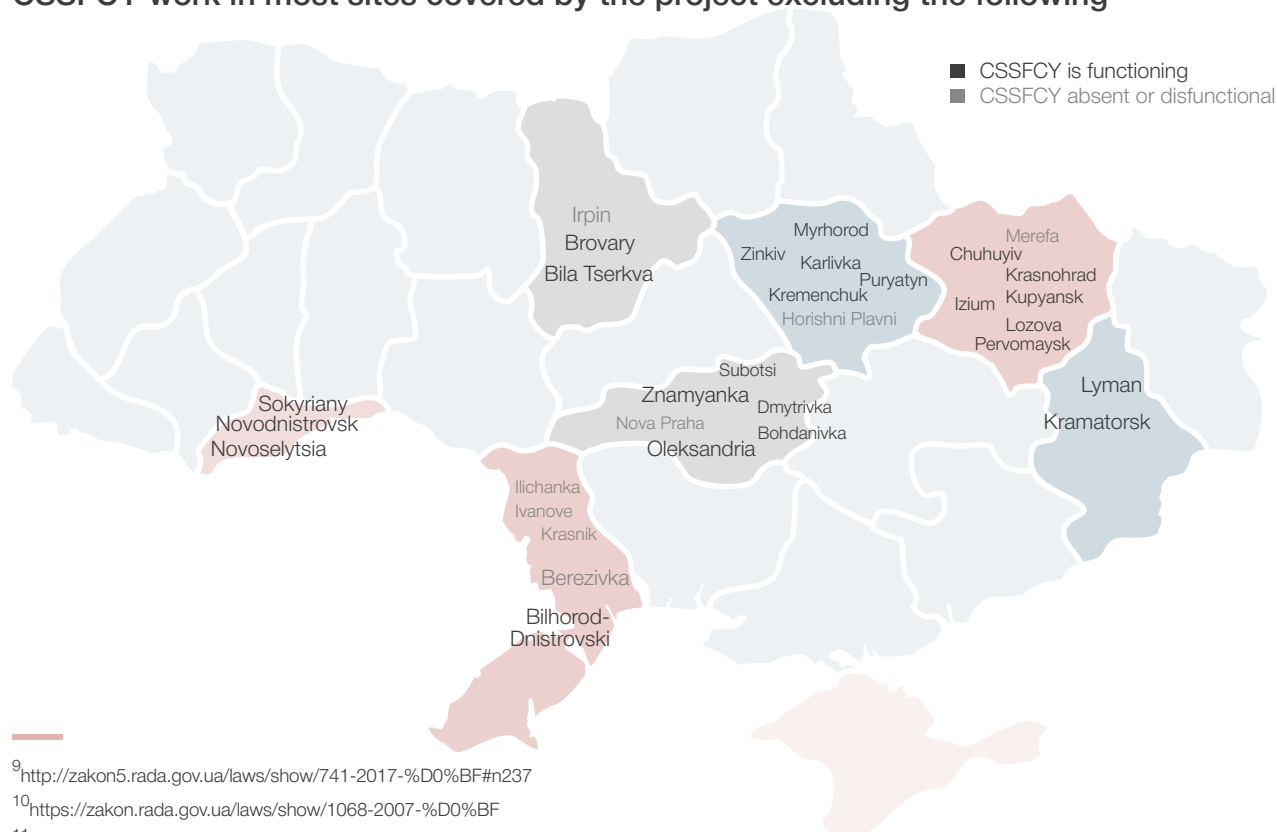 CSSFCY work in most sites covered by the project excluding the following
CSSFCY is functioning
CSSFCY absent or disfunctional
Irpin
Brovary
Bila Tserkva
Myrhorod
Zinkiv
Karlivka
Puryatyn
Kremenchuk
Horishni Plavni
Merefa
Chuhuyiv
Krasnohrad
Izium
Kupyansk
Lozova
Pervomaysk
Lyman
Kramatorsk
Subotsi
Znamyanka
Dmytrivka
Nova Praha
Bohdanivka
Oleksandria
Sokyriany
Novodnistrovsk
Novoselytsia
Ilichanka
Ivanove
Krasnik
Berezivka
Bilhorod-
Dnistrovski
9http://zakon5.rada.gov.ua/laws/show/741-2017-%D0%BF#n237
10https://zakon.rada.gov.ua/laws/show/1068-2007-%D0%BF